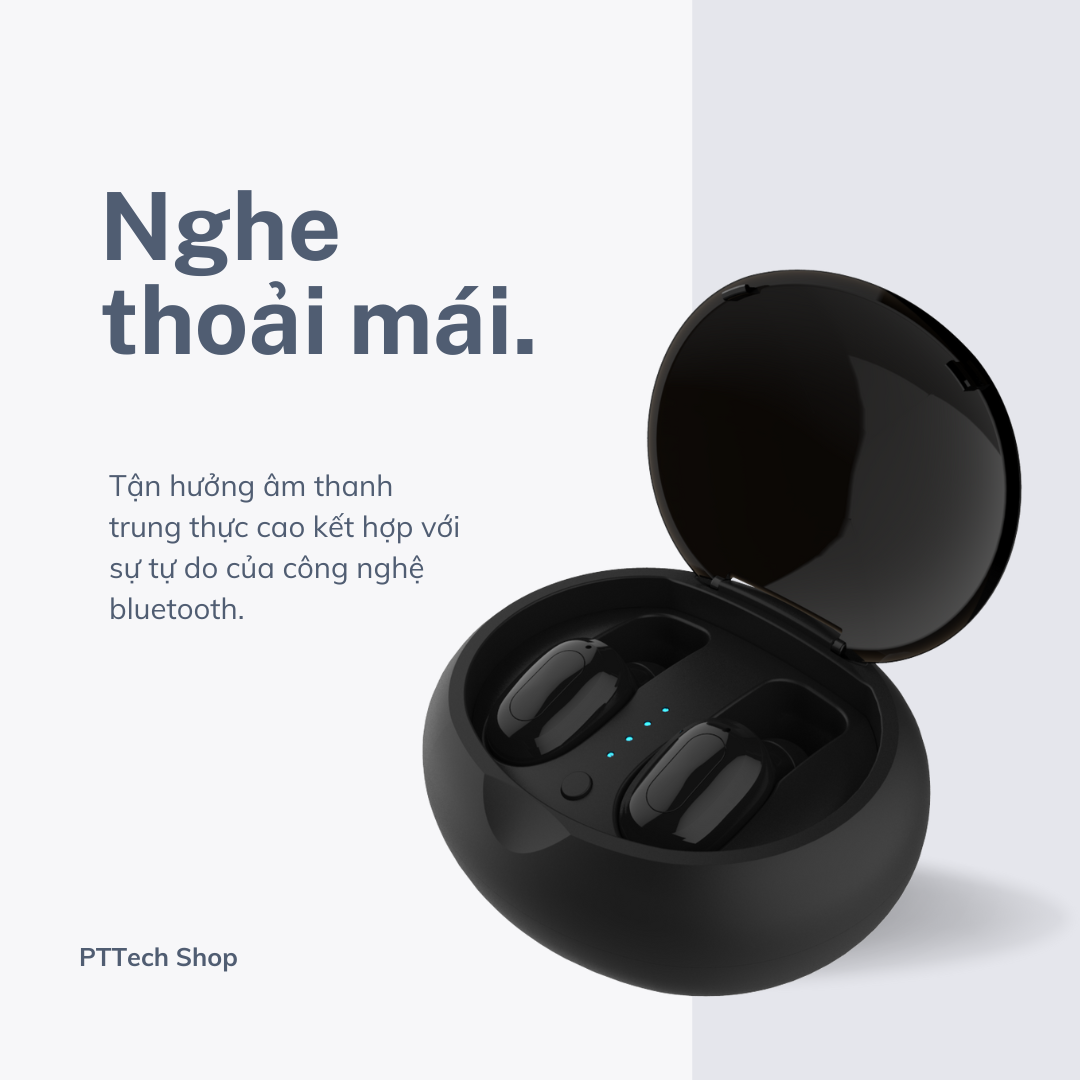 Nghe
thoải mái.
Tận hưởng âm thanh
trung thực cao kết hợp với
sự tự do của công nghệ
bluetooth.
PTTech Shop